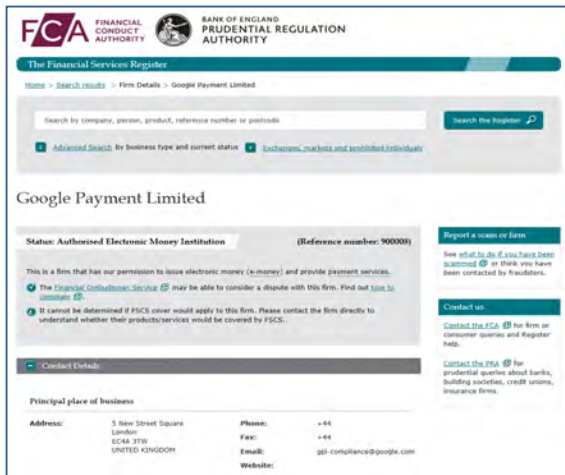 FCA FINANCIAL
CONDUCT
AUTHORITY
BANK OF ENGLAND
PRUDENTIAL REGULATION
AUTHORITY
The Financial Services Register
Home > Search results > Firm Details > Google Payment Limited
Search by company, person, product, reference number or postcode
Search the Register
Advanced Search by business type and current status
Exchanges, markets and prohibited individuals
Google Payment Limited
Status: Authorised Electronic Money Institution (Reference number: 900008)
This is a firm that has our permission to issue electronic money (e-money) and provide payment services.
The Financial Ombudsman Service may be able to consider a dispute with this firm. Find out how to
complain.
It cannot be determined if FSCS cover would apply to this firm. Please contact the firm directly to
understand whether their products/services would be covered by FSCS.
Contact Details
Principal place of business
Address: 5 New Street Square
London
EC4A 3TW
UNITED KINGDOM
Phone: +44
Fax: +44
Email: gpl-compliance@google.com
Website:
Report a scam or firm
See what to do if you have been
scammed or think you have
been contacted by fraudsters.
Contact us
Contact the FCA for firm or
consumer queries and Register
help.
Contact the PRA for
prudential queries about banks,
building societies, credit unions,
insurance firms.